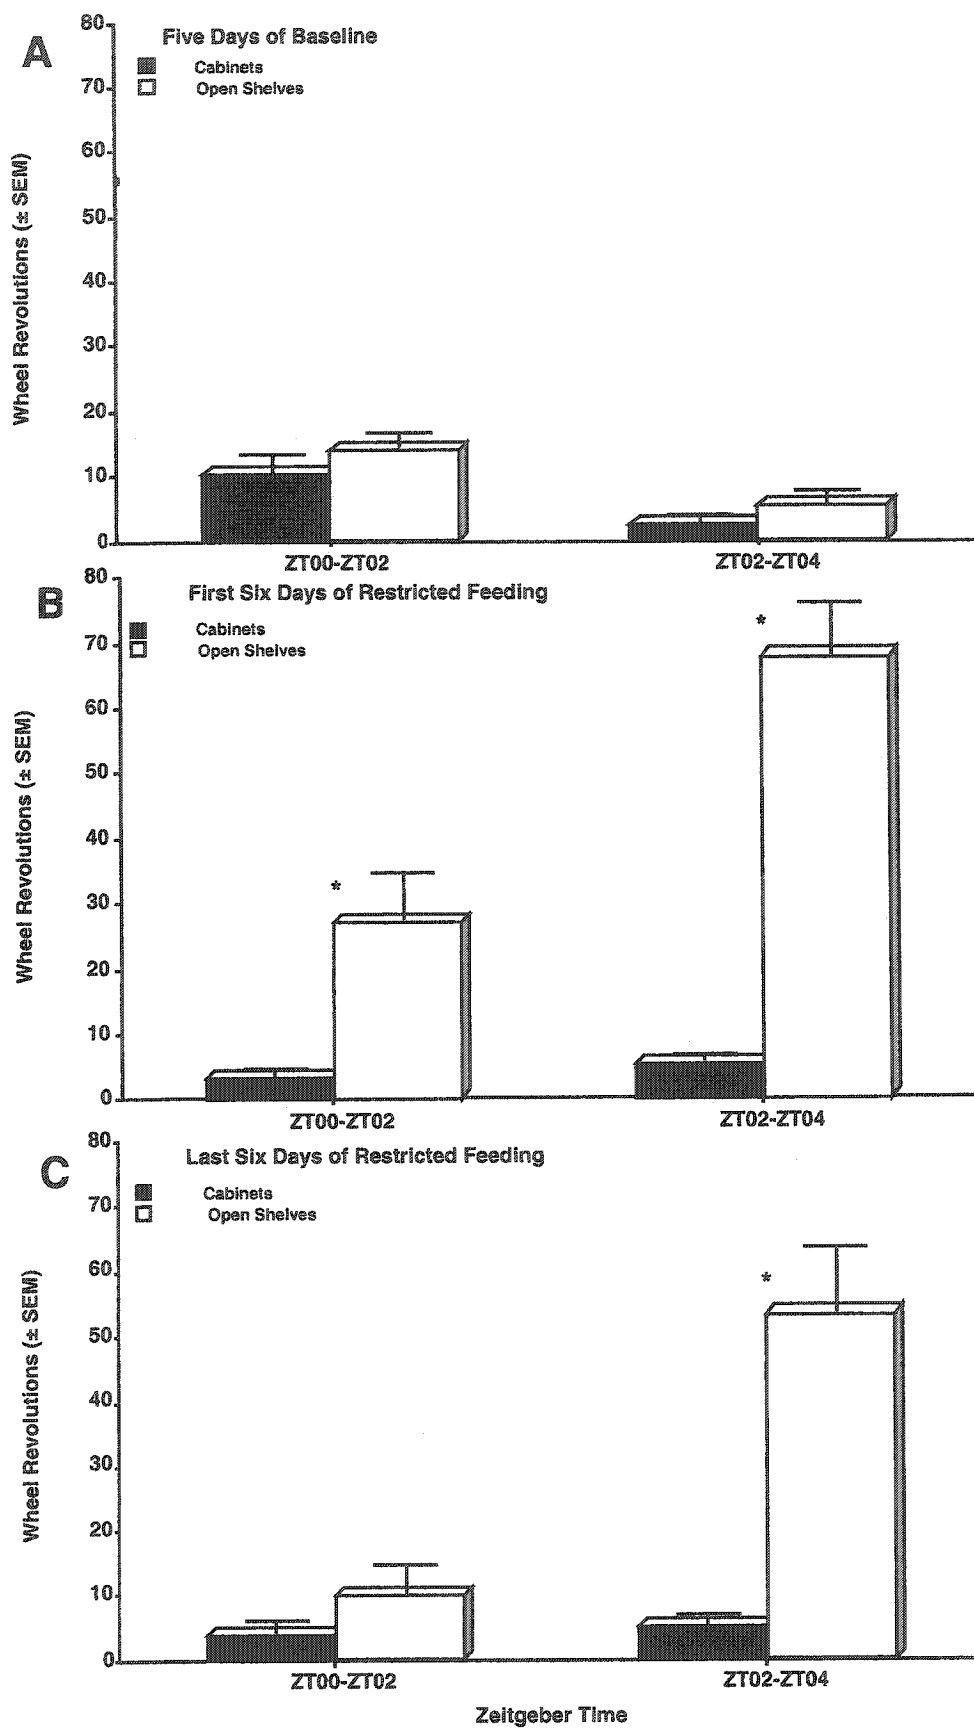 A
Five Days of Baseline
Cabinets
Open Shelves
Wheel Revolutions (± SEM)
80
70
60
50
40
30
20
10
0
ZT00-ZT02
ZT02-ZT04
B
First Six Days of Restricted Feeding
Cabinets
Open Shelves
Wheel Revolutions (± SEM)
80
70
60
50
40
30
20
10
0
*
*
ZT00-ZT02
ZT02-ZT04
C
Last Six Days of Restricted Feeding
Cabinets
Open Shelves
Wheel Revolutions (± SEM)
80
70
60
50
40
30
20
10
0
*
ZT00-ZT02
ZT02-ZT04
Zeitgeber Time